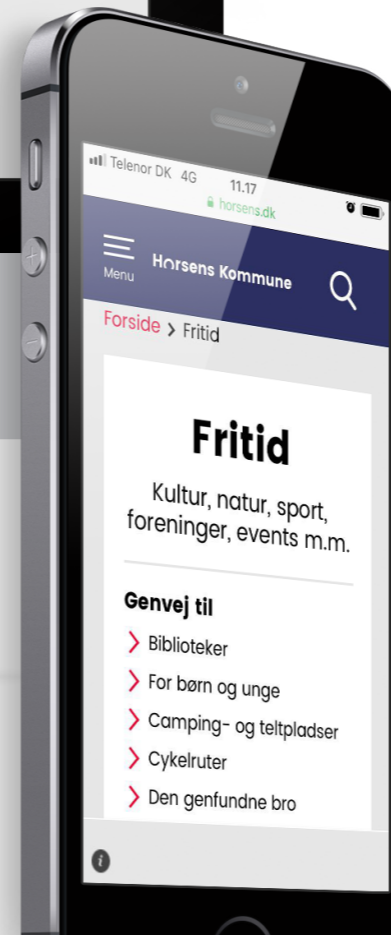 Telenor DK 4G 11.17
horsens.dk
Menu
Horsens Kommune
Forside > Fritid
Fritid
Kultur, natur, sport,
foreninger, events m.m.
Genvej til
Biblioteker
For børn og unge
Camping- og teltpladser
Cykelruter
Den genfundne bro